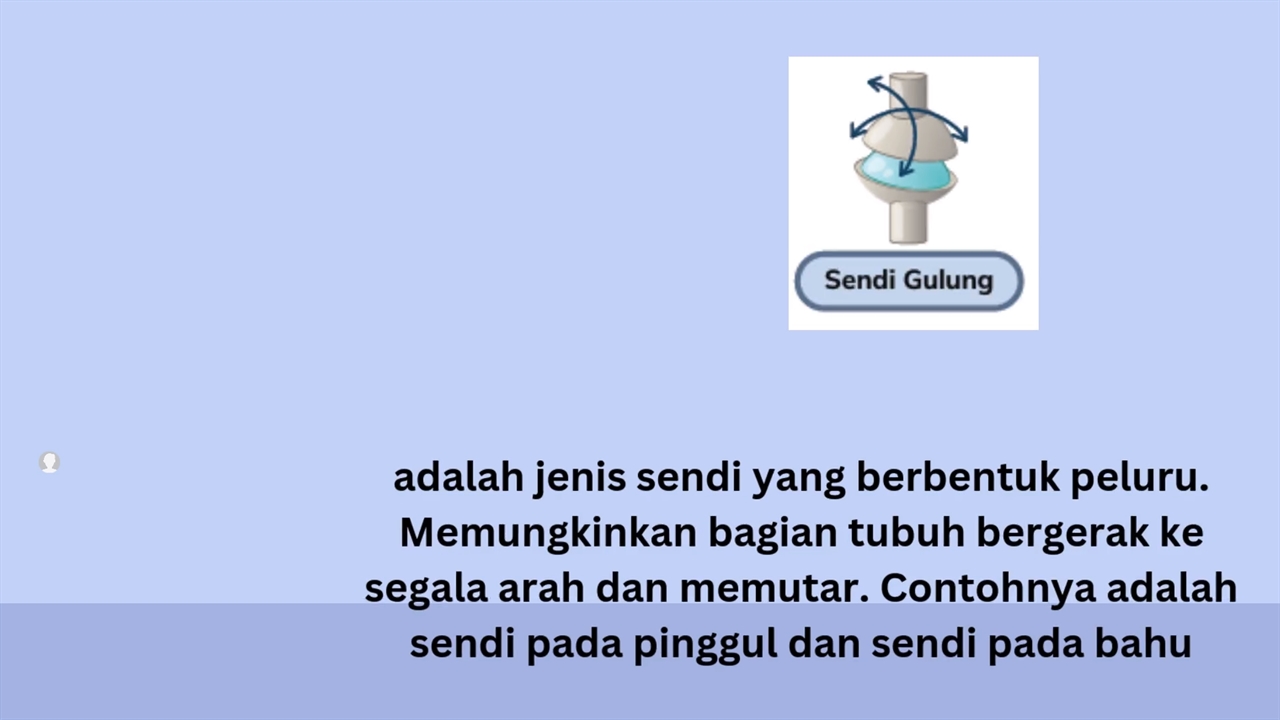 Sendi Gulung
adalah jenis sendi yang berbentuk peluru.
Memungkinkan bagian tubuh bergerak ke
segala arah dan memutar. Contohnya adalah
sendi pada pinggul dan sendi pada bahu